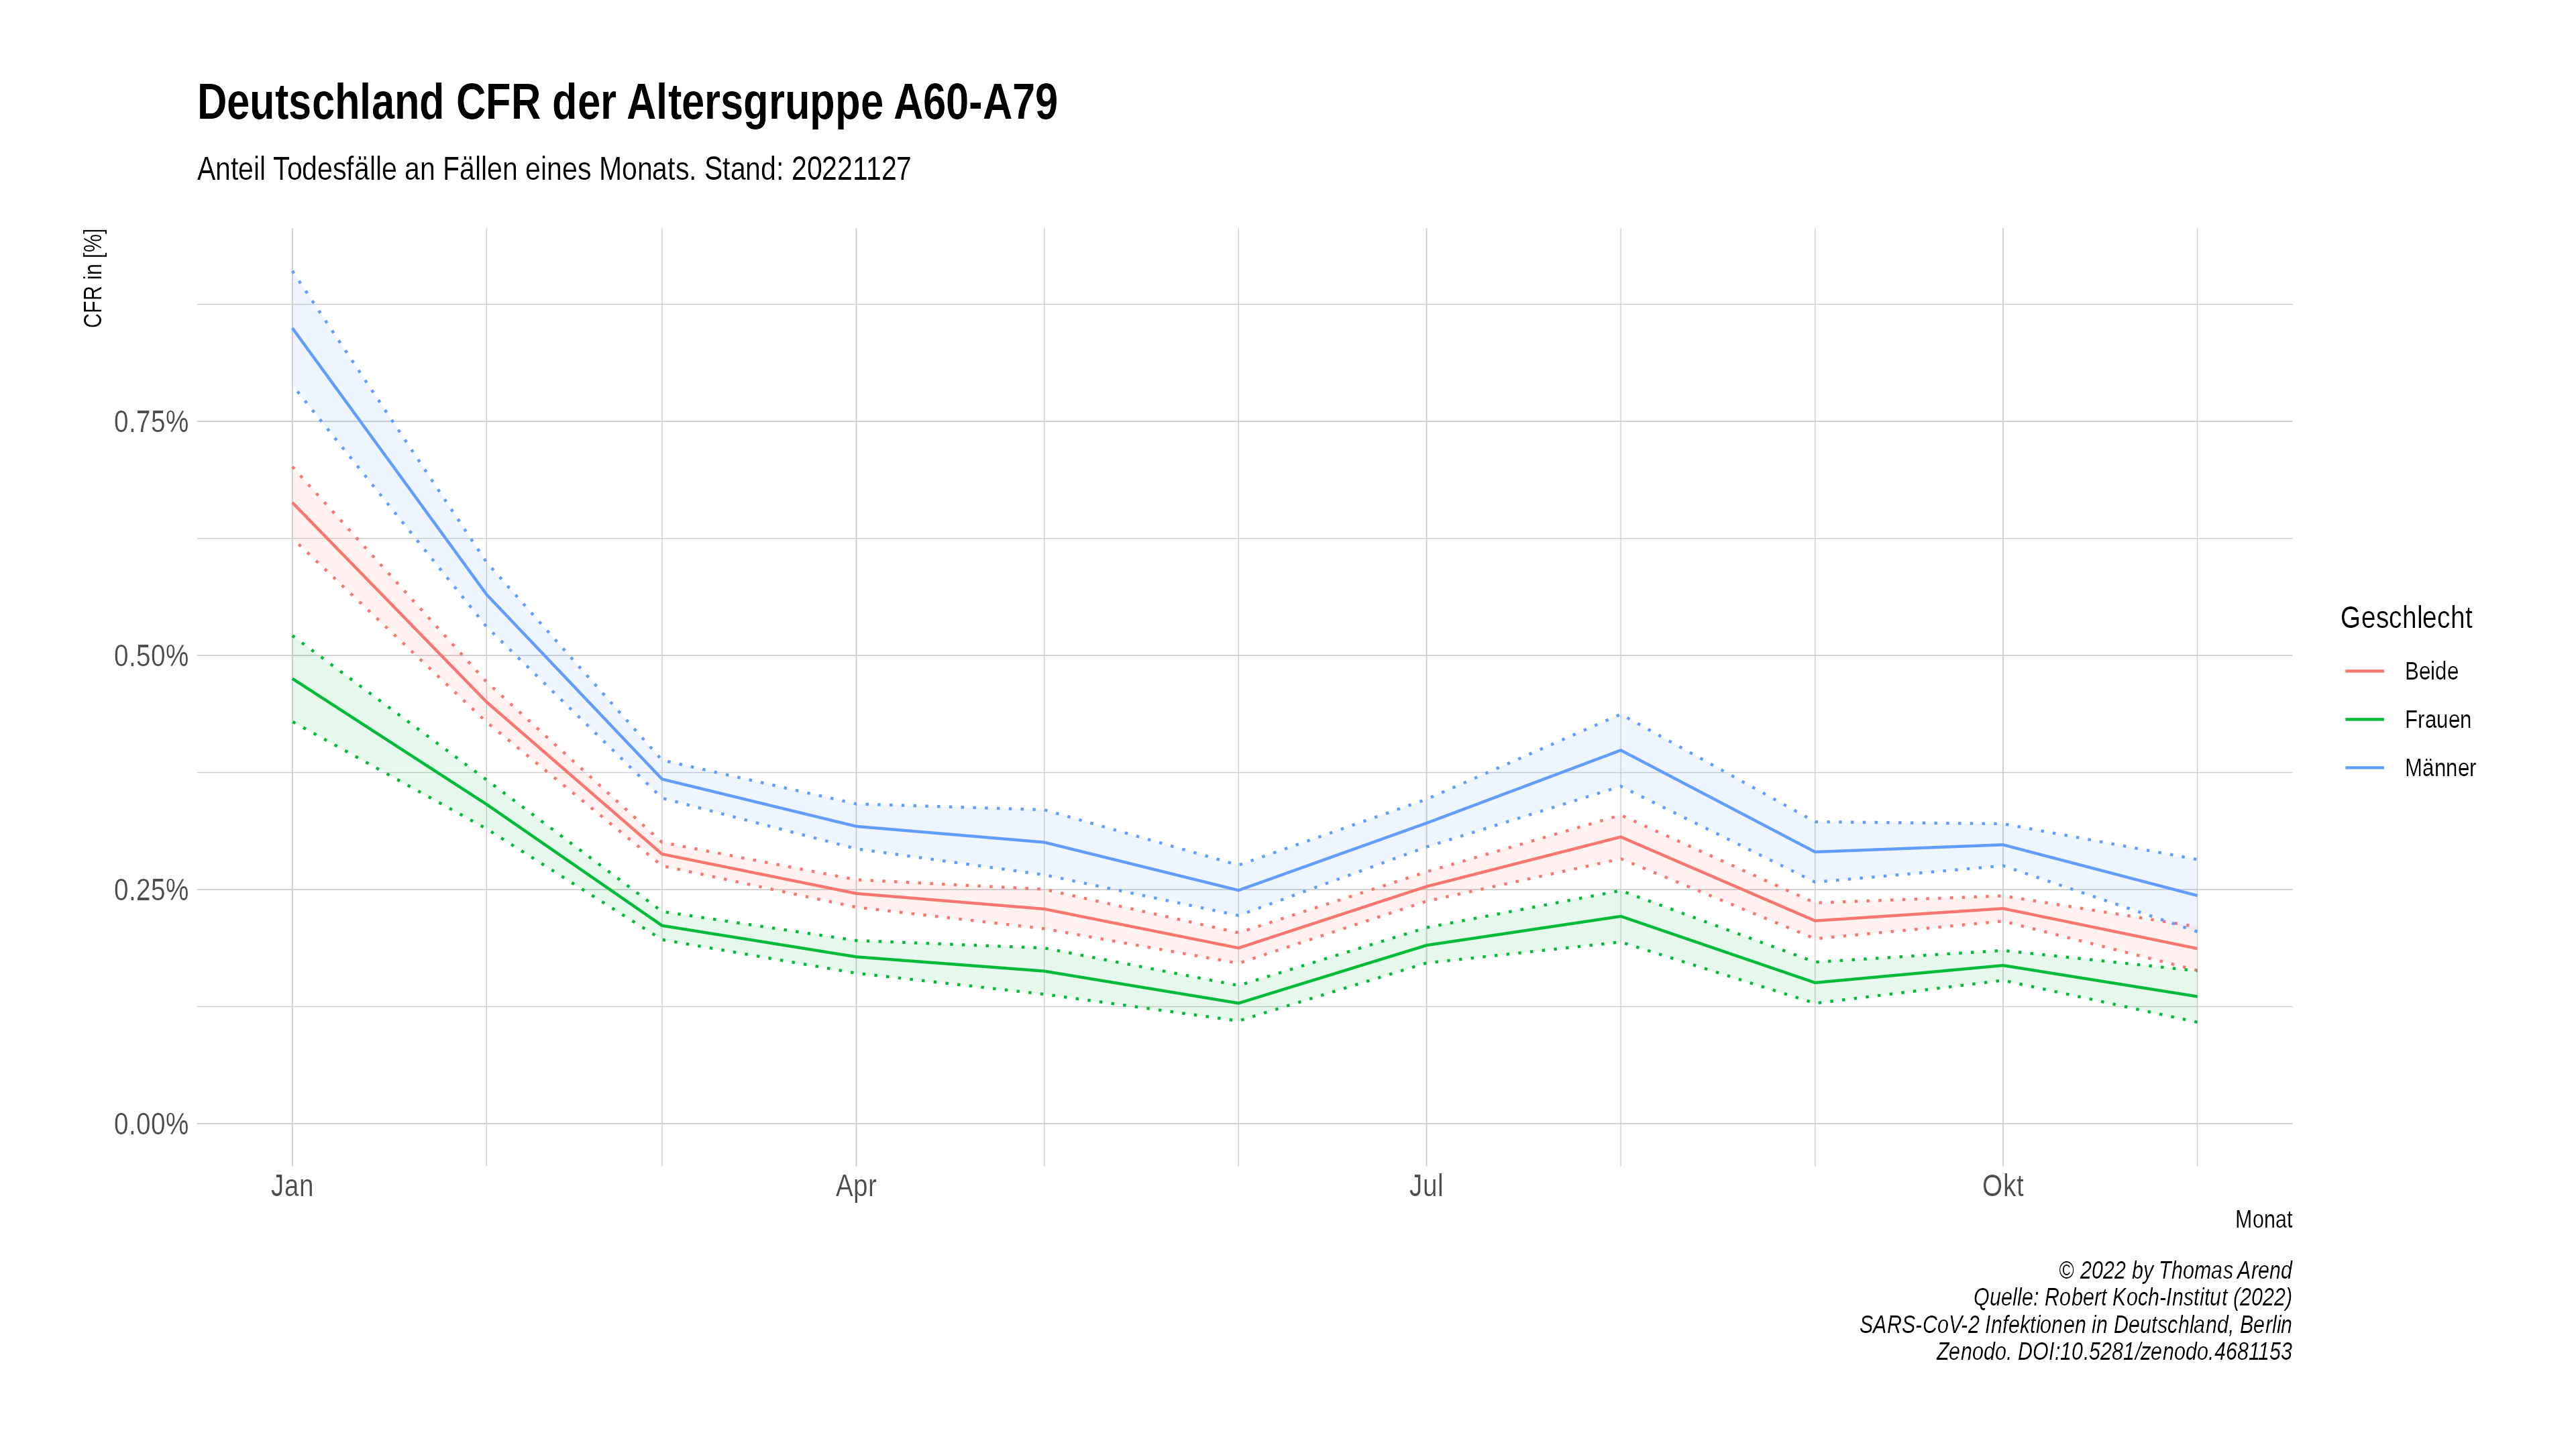 Deutschland CFR der Altersgruppe A60-A79
Anteil Todesfälle an Fällen eines Monats. Stand: 20221127
CFR in [%]
0.75%
0.50%
0.25%
0.00%
Jan
Apr
Jul
Okt
Monat
Geschlecht
Beide
Frauen
Männer
© 2022 by Thomas Arend
Quelle: Robert Koch-Institut (2022)
SARS-CoV-2 Infektionen in Deutschland, Berlin
Zenodo. DOI:10.5281/zenodo.4681153